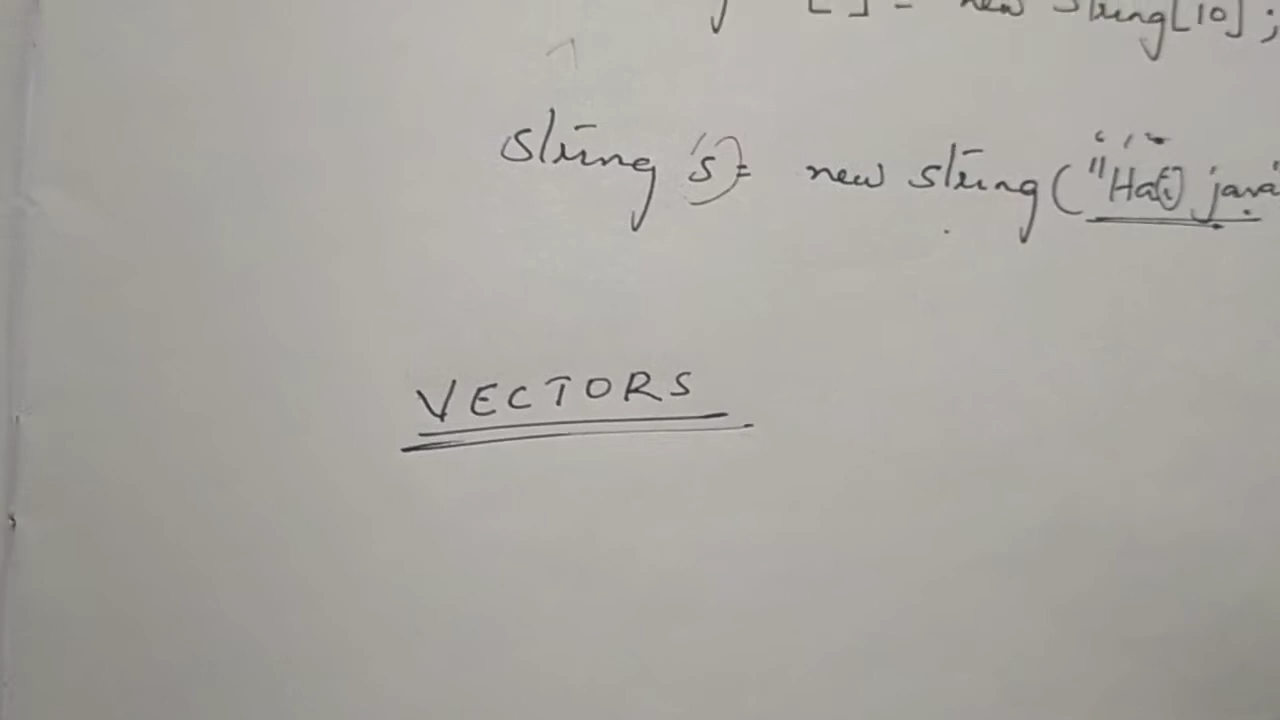 [ ] = new string[10];
string s = new string("Hai java"
VECTORS